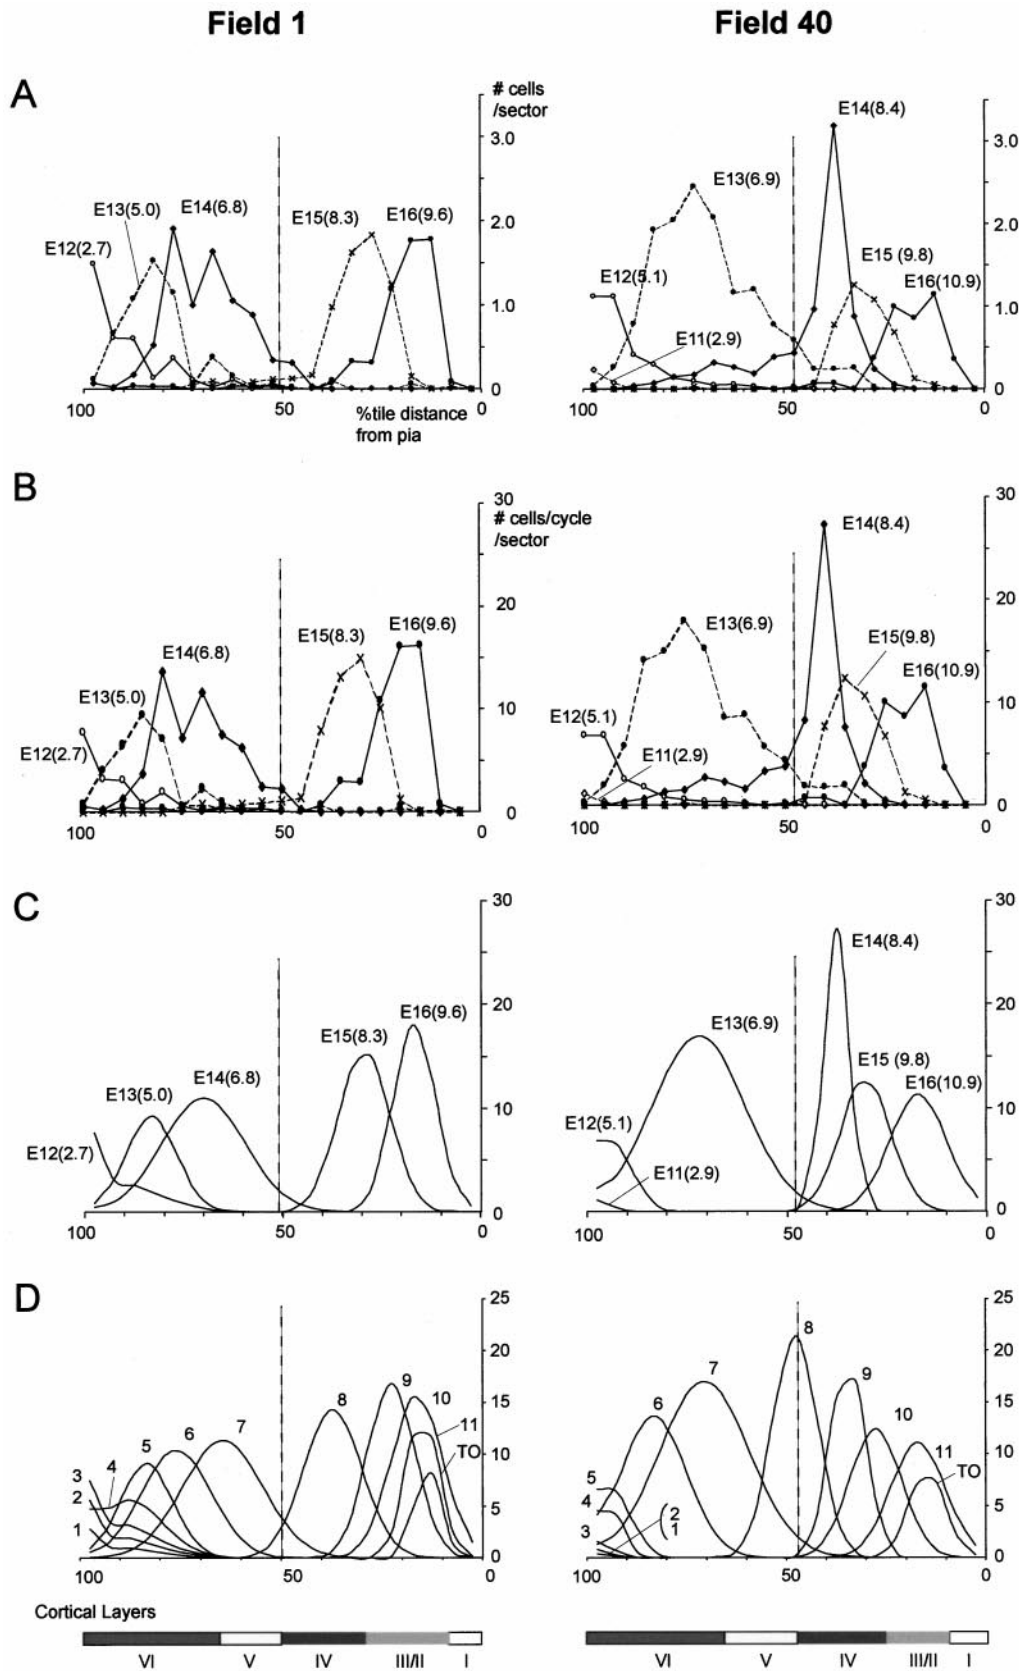 Field 1
Field 40
A
# cells
/sector
3.0
2.0
1.0
0
E12(2.7)
E13(5.0)
E14(6.8)
E15(8.3)
E16(9.6)
100
50
0
%tile distance
from pia
E14(8.4)
E13(6.9)
E12(5.1)
E11(2.9)
E15 (9.8)
E16(10.9)
3.0
2.0
1.0
0
100
50
0
B
30
# cells/cycle
/sector
20
10
0
E12(2.7)
E13(5.0)
E14(6.8)
E15(8.3)
E16(9.6)
100
50
0
E14(8.4)
E13(6.9)
E15(9.8)
E16(10.9)
E12(5.1)
E11(2.9)
30
20
10
0
100
50
0
C
30
20
10
0
E12(2.7)
E13(5.0)
E14(6.8)
E15(8.3)
E16(9.6)
100
50
0
E14(8.4)
E13(6.9)
E15 (9.8)
E16(10.9)
E12(5.1)
E11(2.9)
30
20
10
0
100
50
0
D
25
20
15
10
5
0
1
2
3
4
5
6
7
8
9
10
11
TO
100
50
0
25
20
15
10
5
0
5
4
3
(2
1
6
7
8
9
10
11
TO
100
50
0
Cortical Layers
VI
V
IV
III/II
I
VI
V
IV
III/II
I